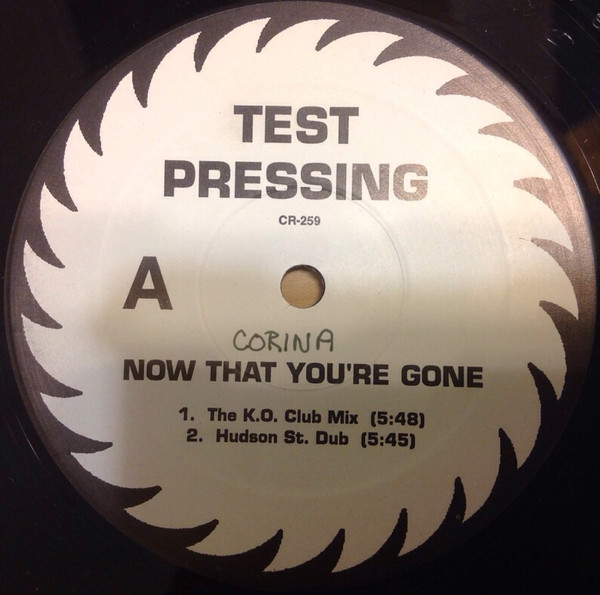 TEST
PRESSING
CR-259
A
CORINA
NOW THAT YOU'RE GONE
1. The K.O. Club Mix (5:48)
2. Hudson St. Dub (5:45)